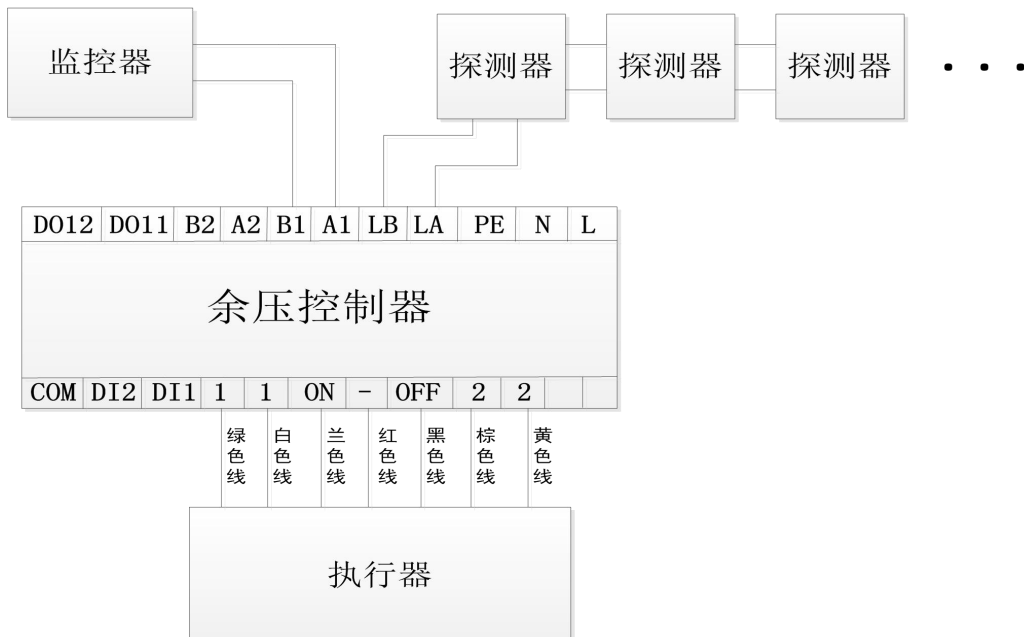 监控器
探测器
探测器
探测器
. . .
DO12 DO11 B2 A2 B1 A1 LB LA PE N L
余压控制器
COM DI2 DI1 1 1 ON - OFF 2 2
绿色线
白色线
兰色线
红色线
黑色线
棕色线
黄色线
执行器